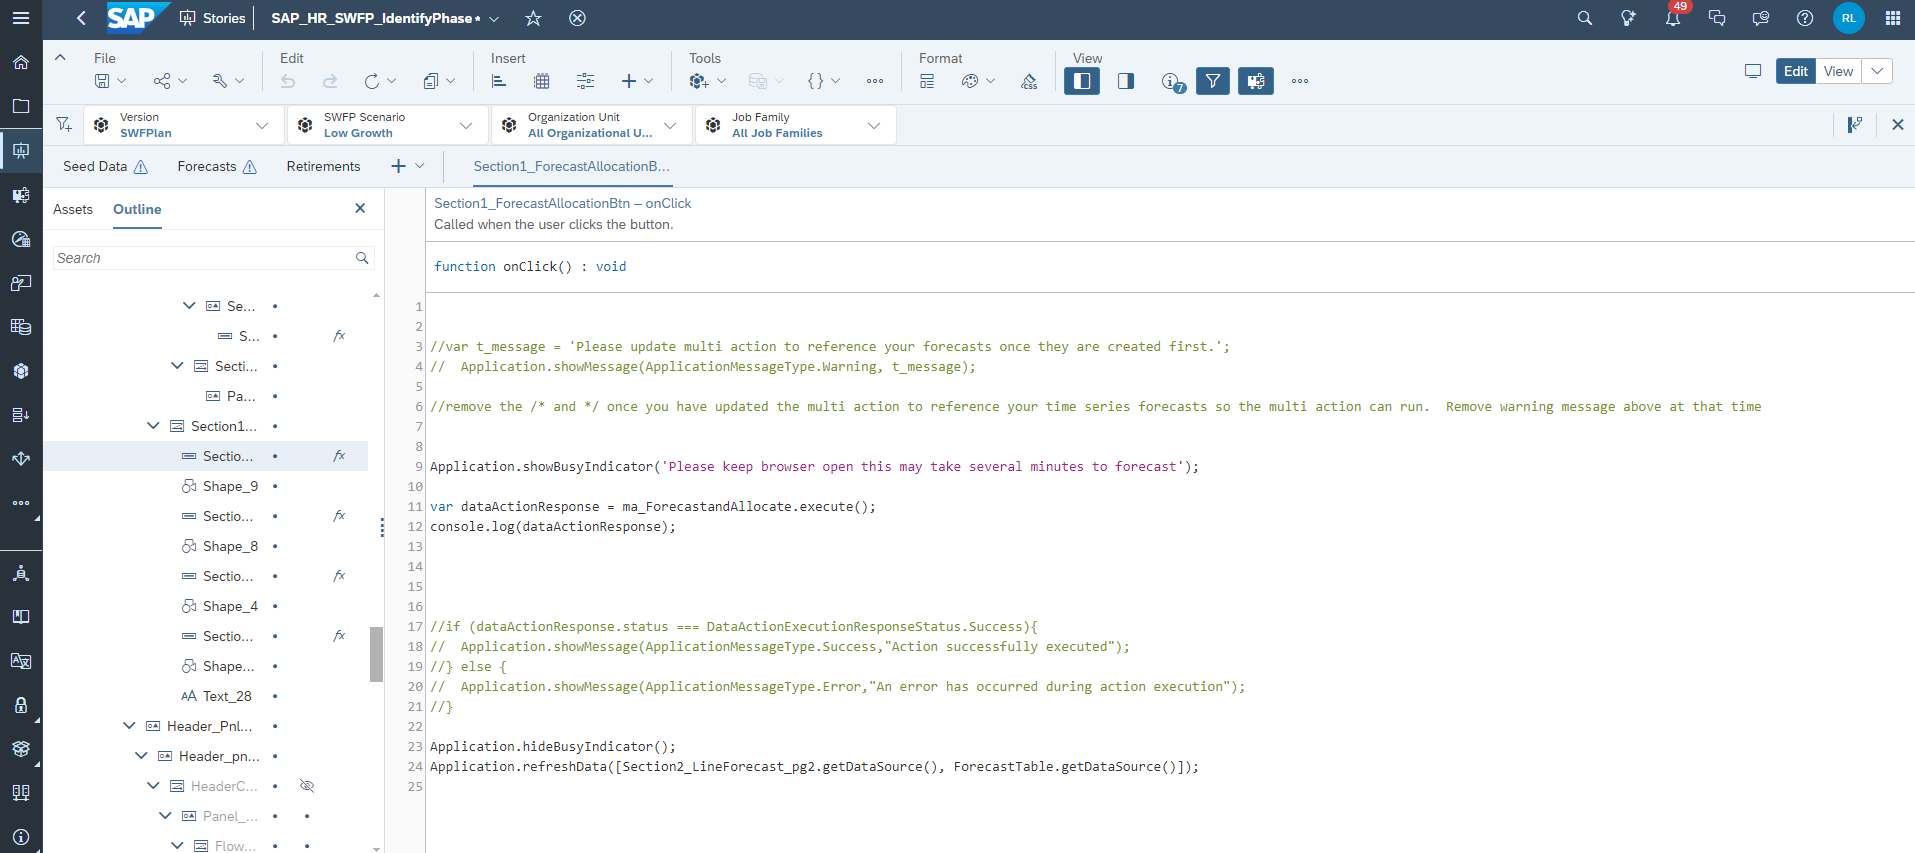 SAP Stories SAP_HR_SWFP_IdentifyPhase * 49 RL
File Edit Insert Tools Format View
CSS 7 Edit View
Version
SWFPlan
SWFP Scenario
Low Growth
Organization Unit
All Organizational U...
Job Family
All Job Families
Seed Data Forecasts Retirements Section1_ForecastAllocationB...
Assets Outline
Search
Se...
S... fx
Secti...
Pa...
Section1...
Sectio... fx
Shape_9
Sectio... fx
Shape_8
Sectio... fx
Shape_4
Sectio... fx
Shape...
AA Text_28
Header_Pnl...
Header_pn...
HeaderC...
Panel_...
Flow...
Section1_ForecastAllocationBtn – onClick
Called when the user clicks the button.
function onClick() : void
1
2
3 //var t_message = 'Please update multi action to reference your forecasts once they are created first.';
4 //  Application.showMessage(ApplicationMessageType.Warning, t_message);
5
6 //remove the /* and */ once you have updated the multi action to reference your time series forecasts so the multi action can run.  Remove warning message above at that time
7
8
9 Application.showBusyIndicator('Please keep browser open this may take several minutes to forecast');
10
11 var dataActionResponse = ma_ForecastandAllocate.execute();
12 console.log(dataActionResponse);
13
14
15
16
17 //if (dataActionResponse.status === DataActionExecutionResponseStatus.Success){
18 //  Application.showMessage(ApplicationMessageType.Success,"Action successfully executed");
19 //} else {
20 //  Application.showMessage(ApplicationMessageType.Error,"An error has occurred during action execution");
21 //}
22
23 Application.hideBusyIndicator();
24 Application.refreshData([Section2_LineForecast_pg2.getDataSource(), ForecastTable.getDataSource()]);
25